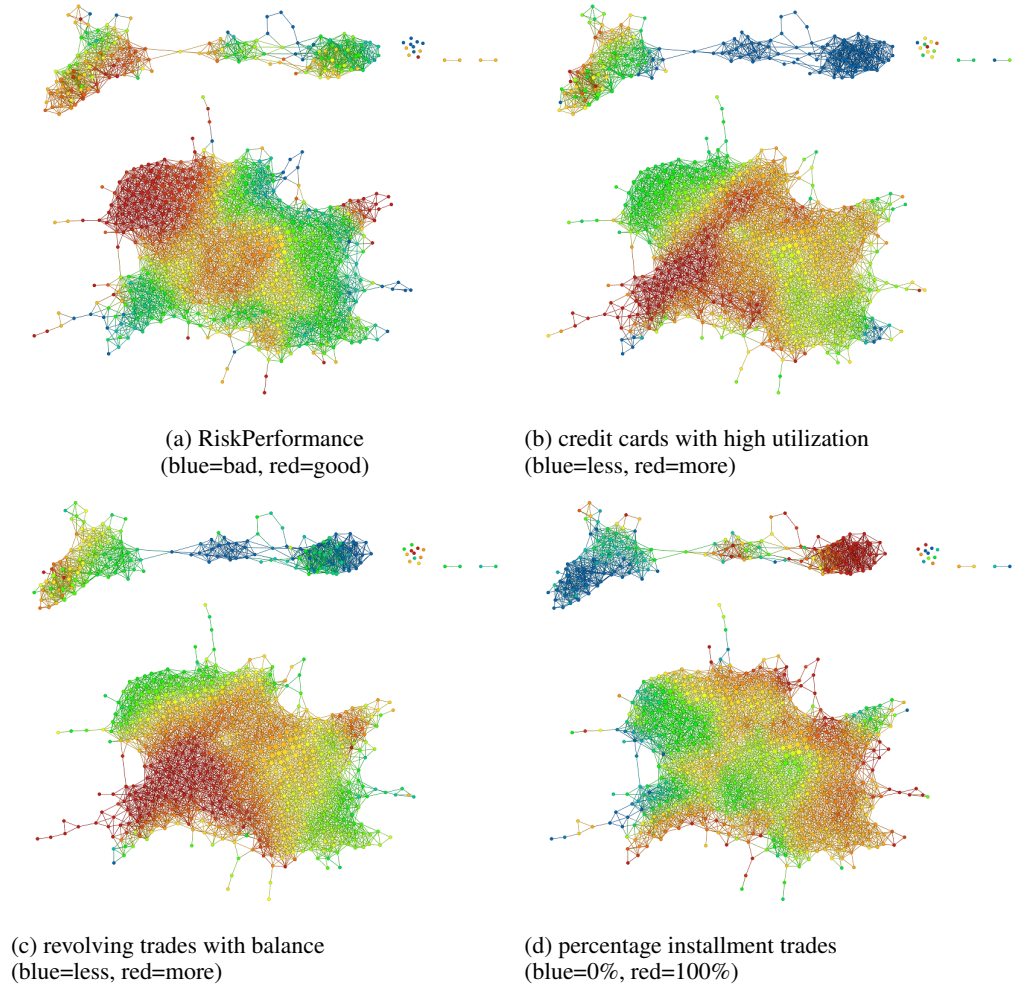 (a) RiskPerformance
(blue=bad, red=good)
(b) credit cards with high utilization
(blue=less, red=more)
(c) revolving trades with balance
(blue=less, red=more)
(d) percentage installment trades
(blue=0%, red=100%)